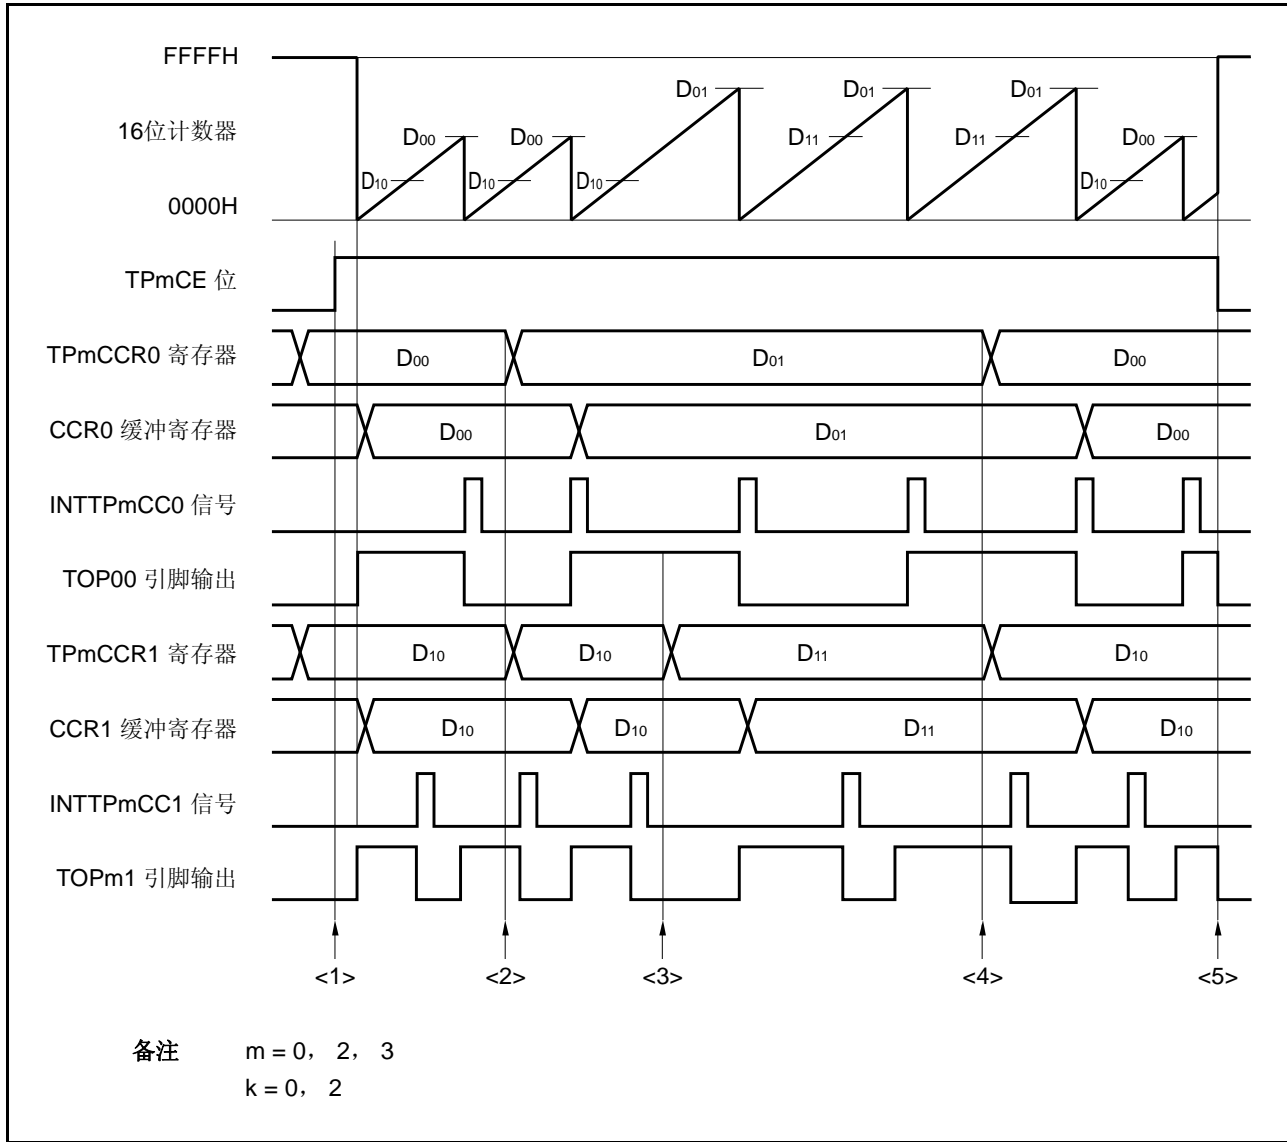 FFFFH
D01 D01 D01
16位计数器
D00 D00 D11 D11 D00
D10 D10 D10 D10
0000H
TPmCE 位
TPmCCR0 寄存器 D00 D01 D00
CCR0 缓冲寄存器 D00 D01 D00
INTTPmCC0 信号
TOP00 引脚输出
TPmCCR1 寄存器 D10 D10 D11 D10
CCR1 缓冲寄存器 D10 D10 D11 D10
INTTPmCC1 信号
TOPm1 引脚输出
<1> <2> <3> <4> <5>
备注 m = 0， 2， 3
k = 0， 2